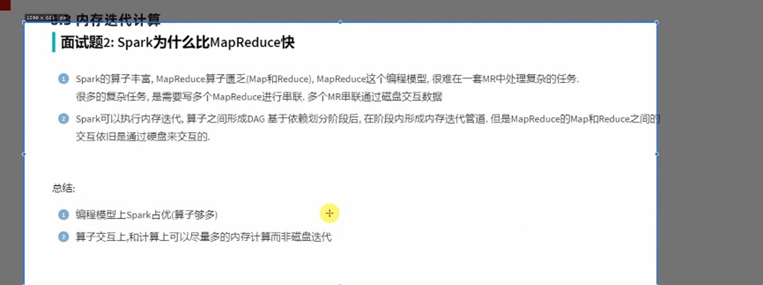 8.3 内存迭代计算
面试题2: Spark为什么比MapReduce快
1 Spark的算子丰富, MapReduce算子匮乏(Map和Reduce), MapReduce这个编程模型, 很难在一套MR中处理复杂的任务.
很多的复杂任务, 是需要写多个MapReduce进行串联. 多个MR串联通过磁盘交互数据
2 Spark可以执行内存迭代, 算子之间形成DAG 基于依赖划分阶段后, 在阶段内形成内存迭代管道. 但是MapReduce的Map和Reduce之间的
交互依旧是通过硬盘来交互的.
总结:
1 编程模型上Spark占优(算子够多)
2 算子交互上,和计算上可以尽量多的内存计算而非磁盘迭代